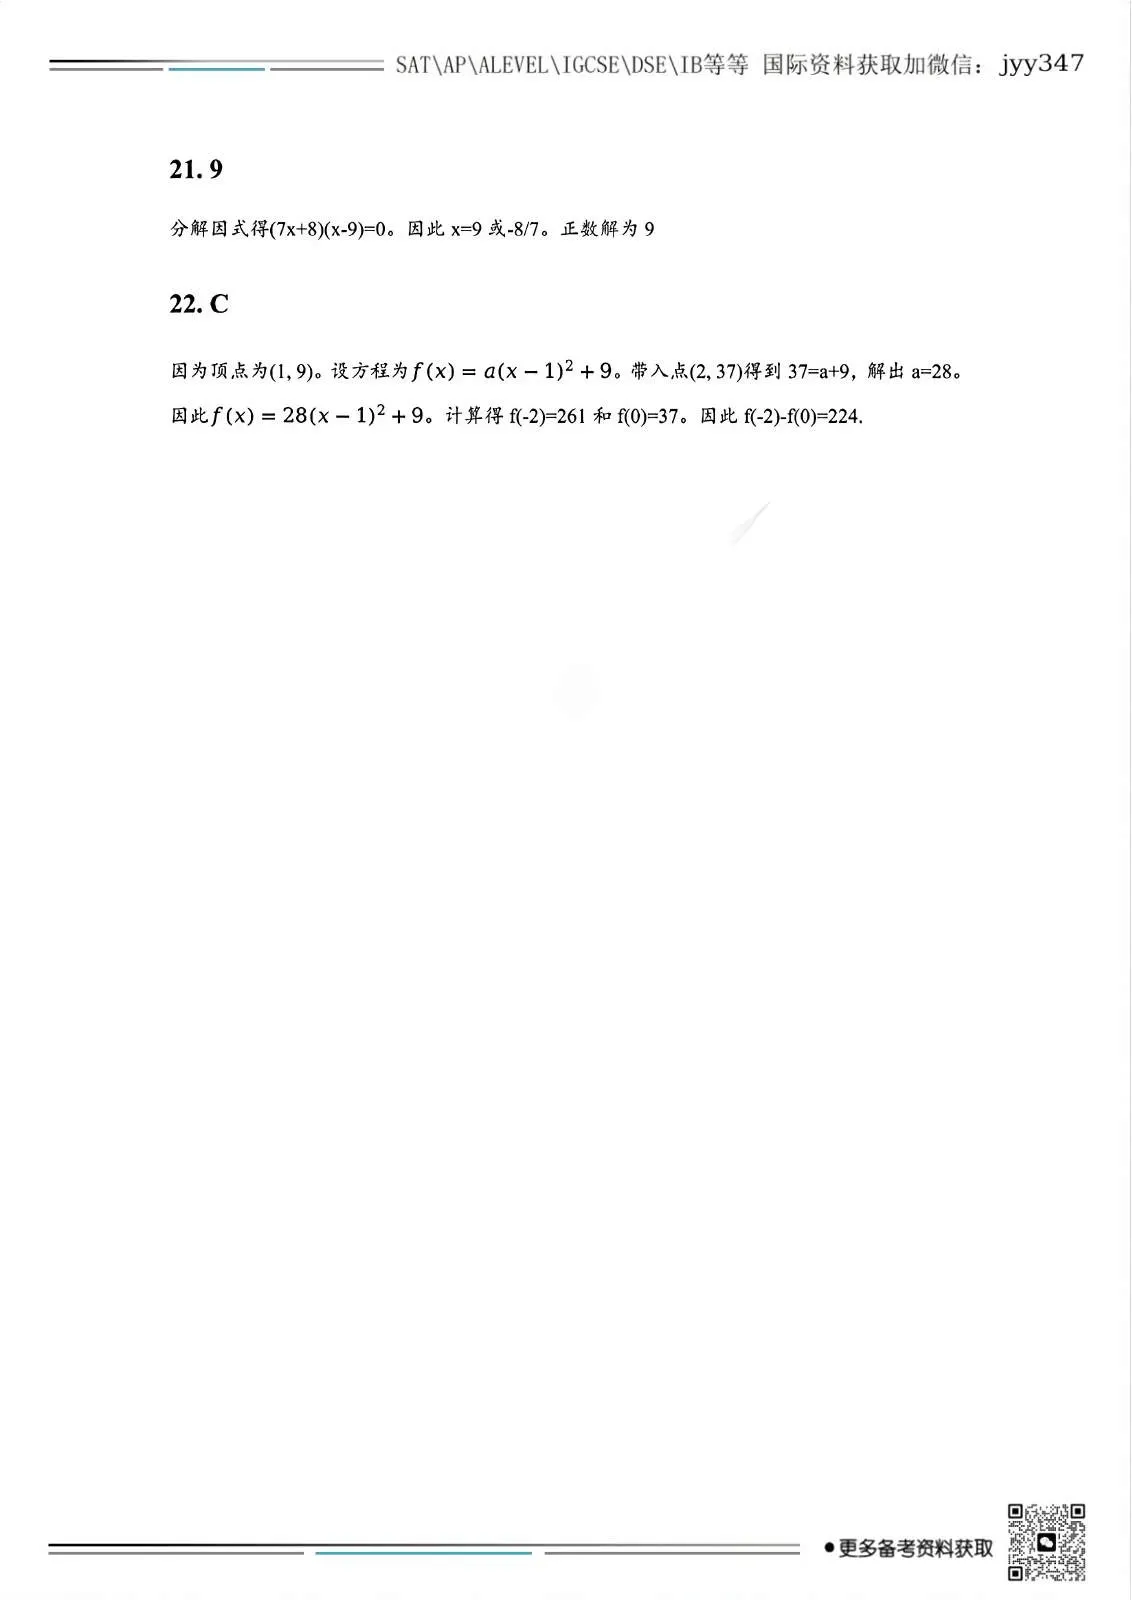 SAT\AP\ALEVEL\IGCSE\DSE\IB等等 国际资料获取加微信：jyy347
21. 9
分解因式得(7x+8)(x-9)=0。因此 x=9 或-8/7。正数解为 9
22. C
因为顶点为(1, 9)。设方程为f(x) = a(x − 1)² + 9。带入点(2, 37)得到 37=a+9，解出 a=28。
因此f(x) = 28(x − 1)² + 9。计算得 f(-2)=261 和 f(0)=37。因此 f(-2)-f(0)=224.
●更多备考资料获取